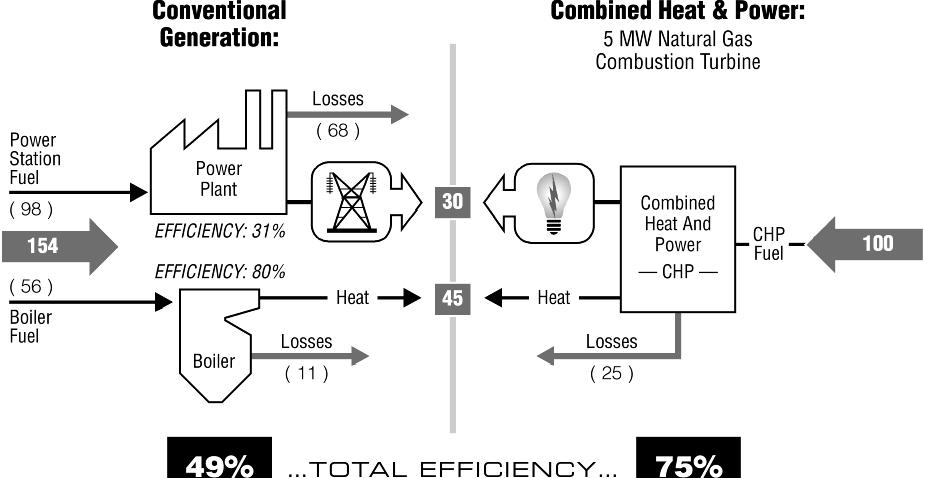 Conventional
Generation:
Combined Heat & Power:
5 MW Natural Gas
Combustion Turbine
Losses
( 68 )
Power
Station
Fuel
( 98 )
Power
Plant
EFFICIENCY: 31%
30
Combined
Heat And
Power
— CHP —
CHP
Fuel
100
154
EFFICIENCY: 80%
( 56 )
Boiler
Fuel
Heat
45
Heat
Boiler
Losses
( 11 )
Losses
( 25 )
49% ...TOTAL EFFICIENCY... 75%